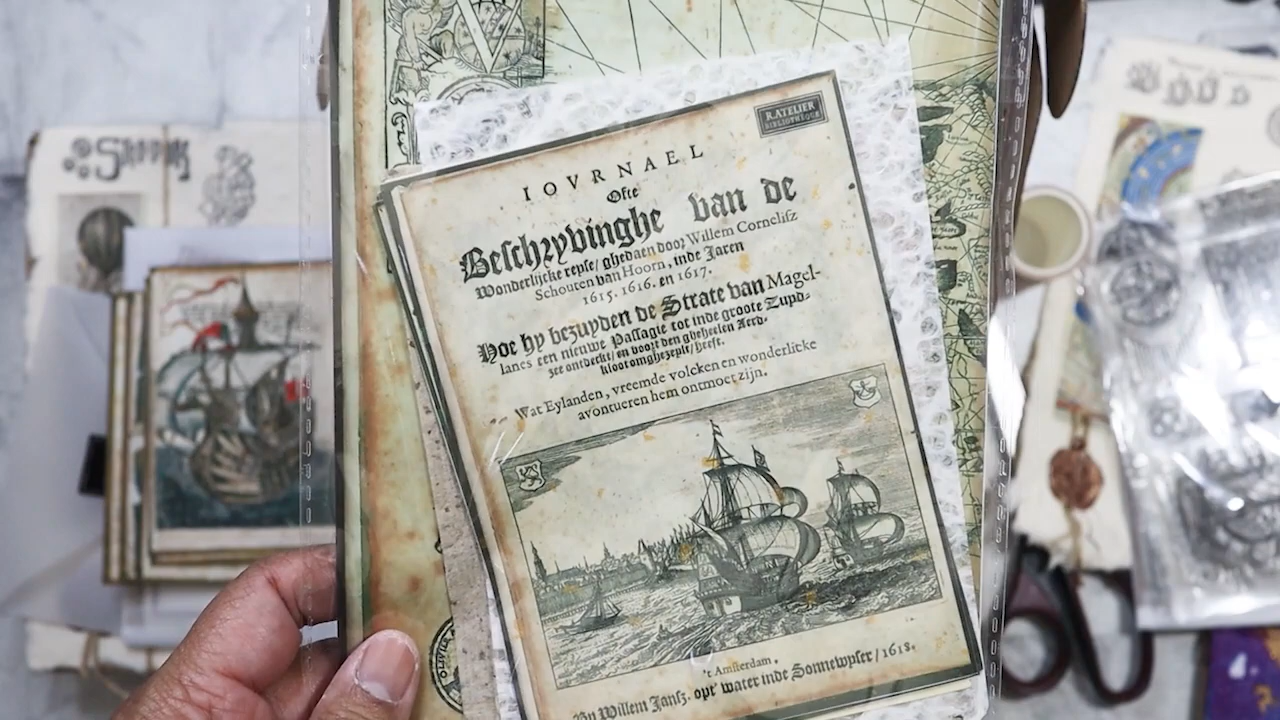 R.ATELIER
BIBLIOTHEQUE
IOVRNAEL
Ofte
Beschryvinghe van de
Wonderlijcke reyse/ ghedaen door Willem Cornelisz
Schouten van Hoorn, inde Jaren
1615. 1616. en 1617.
Hoe hy bezuyden de Strate van Magel-
lanes een nieuwe Passagie tot inde groote Zuyd-
zee ontdeckt/ en voort den gheheelen Aerd-
kloot omghezeylt/ heeft.
Wat Eylanden, vreemde volcken en wonderlicke
avontueren hem ontmoet zijn.
't Amsterdam,
By Willem Jansz. opt water inde Sonnewyser/ 1618.